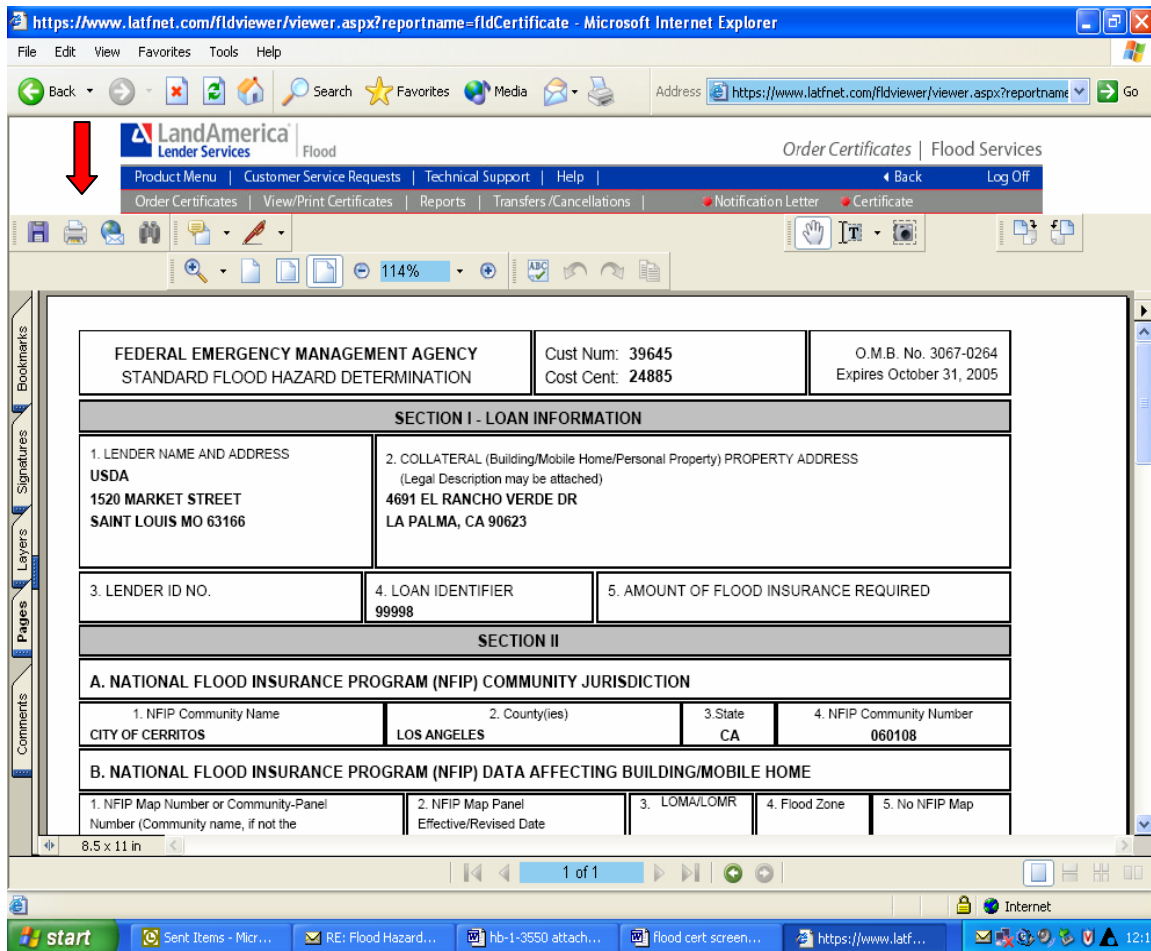 https://www.latfnet.com/fldviewer/viewer.aspx?reportname=fldCertificate - Microsoft Internet Explorer
File Edit View Favorites Tools Help
Back Search Favorites Media Address https://www.latfnet.com/fldviewer/viewer.aspx?reportname Go
LandAmerica
Lender Services Flood Order Certificates | Flood Services
Product Menu | Customer Service Requests | Technical Support | Help | Back Log Off
Order Certificates | View/Print Certificates | Reports | Transfers /Cancellations | Notification Letter Certificate
114% ABC
Bookmarks
Signatures
Layers
Pages
Comments
FEDERAL EMERGENCY MANAGEMENT AGENCY Cust Num: 39645 O.M.B. No. 3067-0264
STANDARD FLOOD HAZARD DETERMINATION Cost Cent: 24885 Expires October 31, 2005
SECTION I - LOAN INFORMATION
1. LENDER NAME AND ADDRESS
USDA
1520 MARKET STREET
SAINT LOUIS MO 63166
2. COLLATERAL (Building/Mobile Home/Personal Property) PROPERTY ADDRESS
(Legal Description may be attached)
4691 EL RANCHO VERDE DR
LA PALMA, CA 90623
3. LENDER ID NO. 4. LOAN IDENTIFIER 5. AMOUNT OF FLOOD INSURANCE REQUIRED
99998
SECTION II
A. NATIONAL FLOOD INSURANCE PROGRAM (NFIP) COMMUNITY JURISDICTION
1. NFIP Community Name 2. County(ies) 3.State 4. NFIP Community Number
CITY OF CERRITOS LOS ANGELES CA 060108
B. NATIONAL FLOOD INSURANCE PROGRAM (NFIP) DATA AFFECTING BUILDING/MOBILE HOME
1. NFIP Map Number or Community-Panel 2. NFIP Map Panel 3. LOMA/LOMR 4. Flood Zone 5. No NFIP Map
Number (Community name, if not the Effective/Revised Date
8.5 x 11 in
1 of 1
Internet
start Sent Items - Micr... RE: Flood Hazard... hb-1-3550 attach... flood cert screen... https://www.latf... 12:1